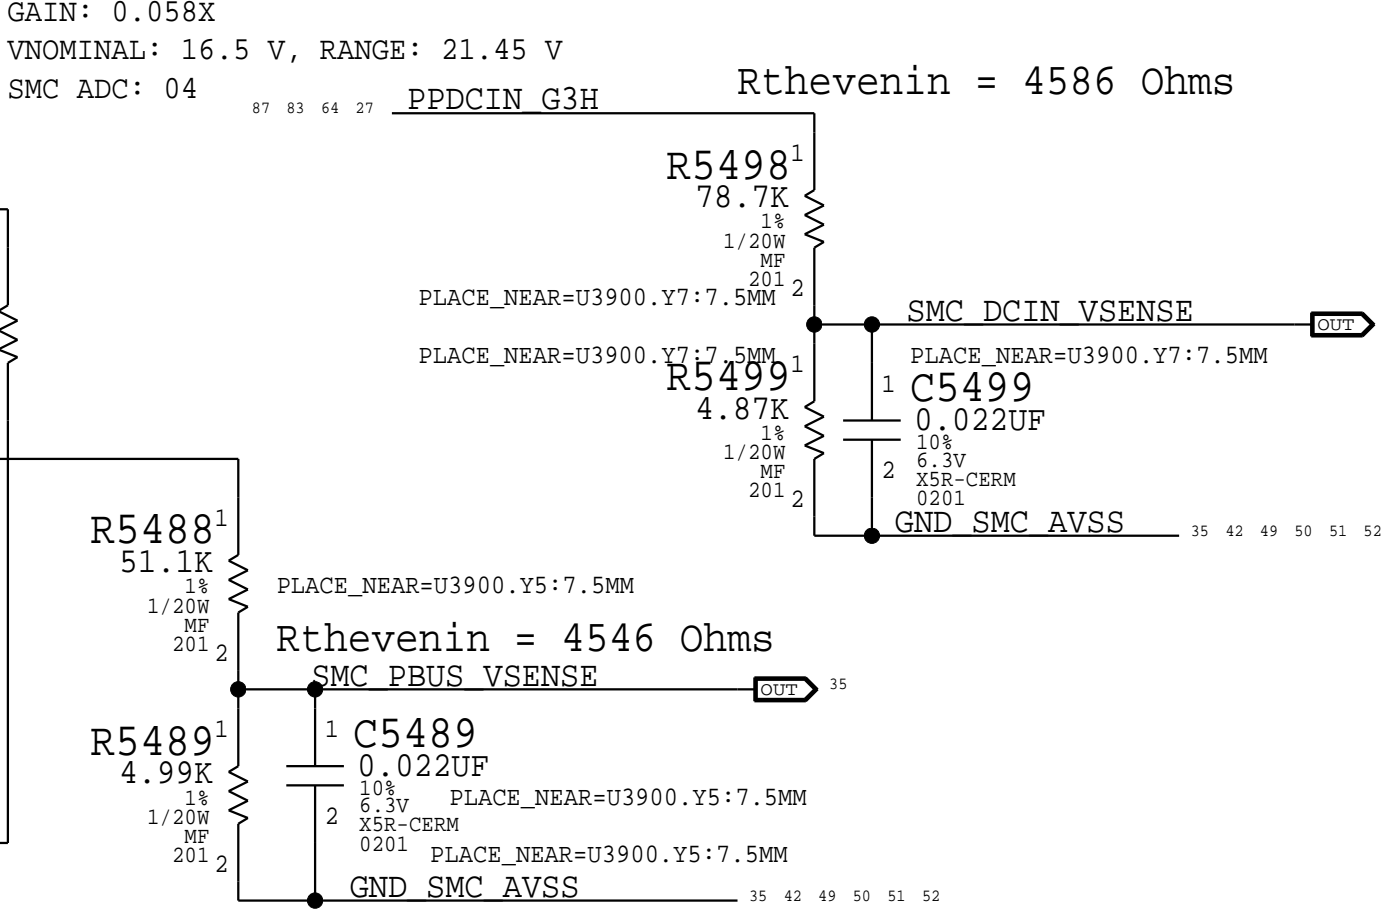 GAIN: 0.058X
VNOMINAL: 16.5 V, RANGE: 21.45 V
SMC ADC: 04
Rthevenin = 4586 Ohms
87 83 64 27 PPDCIN_G3H
R5498 1
78.7K
1%
1/20W
MF
201 2
PLACE_NEAR=U3900.Y7:7.5MM
SMC_DCIN_VSENSE
OUT
PLACE_NEAR=U3900.Y7:7.5MM
R5499 1
4.87K
1%
1/20W
MF
201 2
PLACE_NEAR=U3900.Y7:7.5MM
1 C5499
0.022UF
10%
6.3V
2
X5R-CERM
0201
GND_SMC_AVSS 35 42 49 50 51 52
R5488 1
51.1K
1%
1/20W
MF
201 2
PLACE_NEAR=U3900.Y5:7.5MM
Rthevenin = 4546 Ohms
SMC_PBUS_VSENSE
OUT 35
R5489 1
4.99K
1%
1/20W
MF
201 2
1 C5489
0.022UF
10%
6.3V
2
X5R-CERM
0201
PLACE_NEAR=U3900.Y5:7.5MM
PLACE_NEAR=U3900.Y5:7.5MM
GND_SMC_AVSS 35 42 49 50 51 52